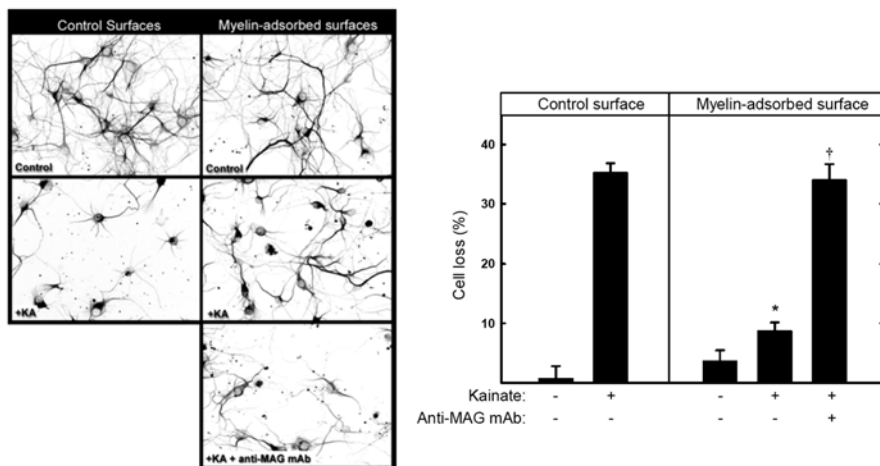 Control Surfaces
Myelin-adsorbed surfaces
Control
Control
+KA
+KA
+KA + anti-MAG mAb
Control surface
Myelin-adsorbed surface
Cell loss (%)
40
30
20
10
†
*
Kainate: - + - + +
Anti-MAG mAb: - - - - +